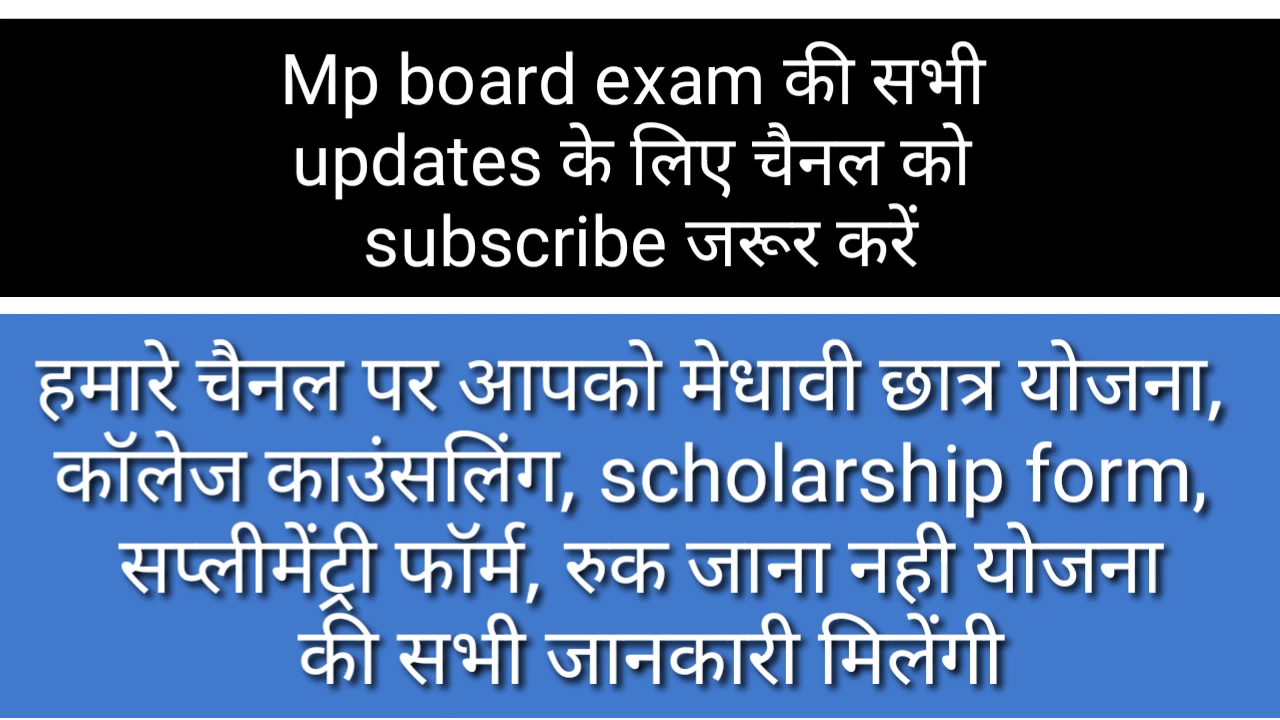 Mp board exam की सभी
updates के लिए चैनल को
subscribe जरूर करें
हमारे चैनल पर आपको मेधावी छात्र योजना,
कॉलेज काउंसलिंग, scholarship form,
सप्लीमेंट्री फॉर्म, रुक जाना नही योजना
की सभी जानकारी मिलेंगी